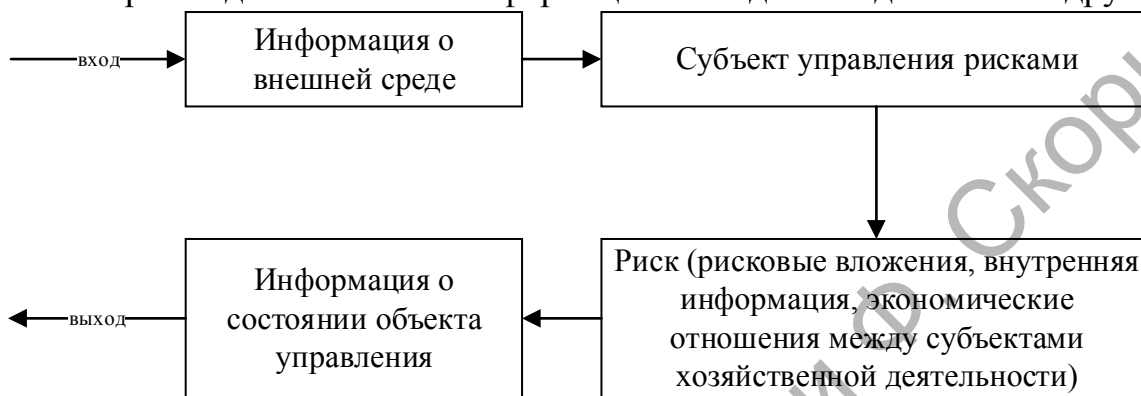 вход
Информация о
внешней среде
Субъект управления рисками
Риск (рисковые вложения, внутренняя
информация, экономические
отношения между субъектами
хозяйственной деятельности)
Информация о
состоянии объекта
управления
выход
Ф Скори